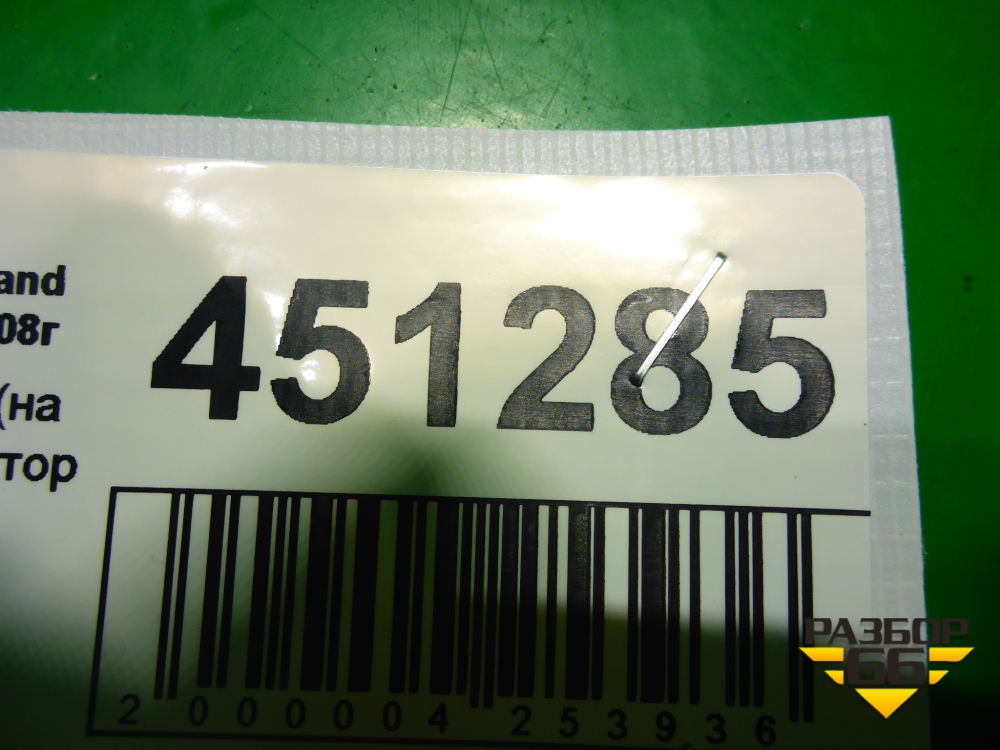 and
08г
451285
(на
тор
2 000004 253936
РАЗБОР
66